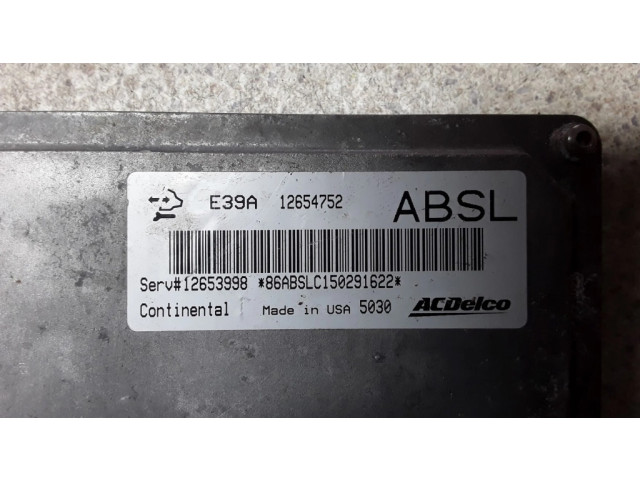 E39A 12654752 ABSL
Serv#12653998 *86ABSLC150291622*
Continental Made in USA 5030 ACDelco